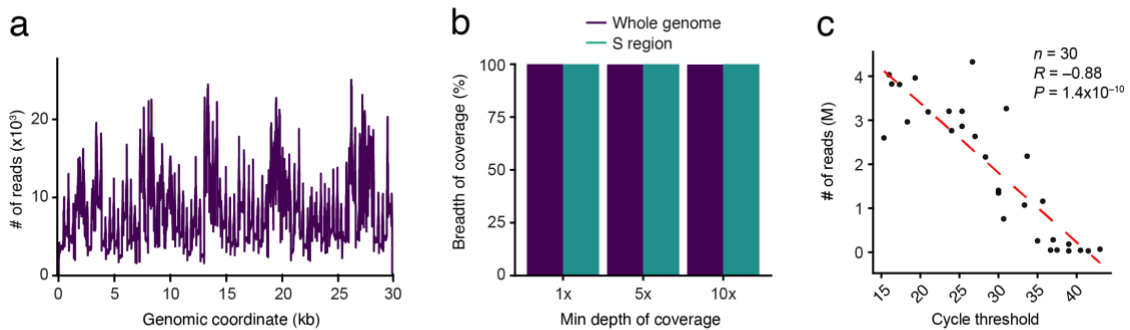 a
# of reads (x10³)
20
10
0
0 5 10 15 20 25 30
Genomic coordinate (kb)
b
Whole genome
S region
Breadth of coverage (%)
100
75
50
25
0
1x 5x 10x
Min depth of coverage
c
n = 30
R = –0.88
P = 1.4x10⁻¹⁰
# of reads (M)
4
3
2
1
0
15 20 25 30 35 40
Cycle threshold